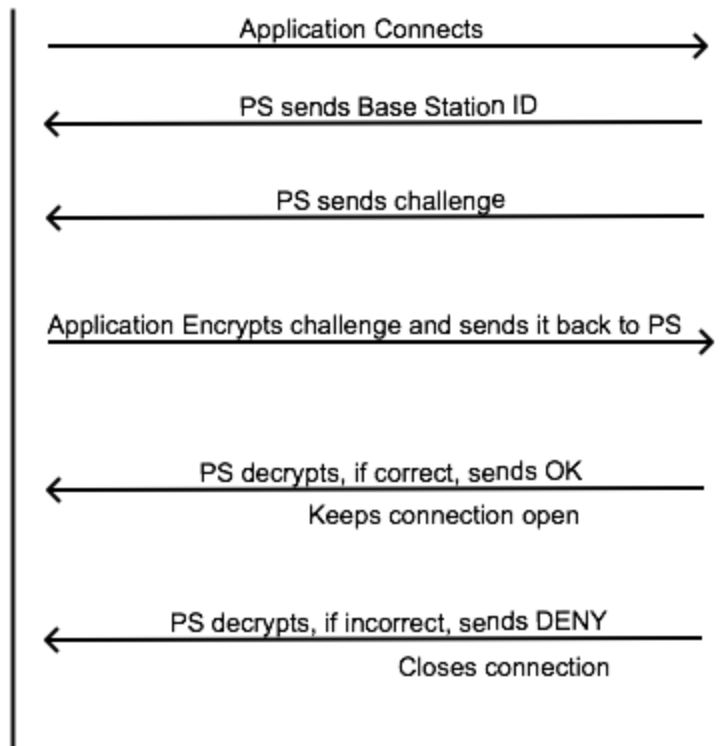 Application Connects
PS sends Base Station ID
PS sends challenge
Application Encrypts challenge and sends it back to PS
PS decrypts, if correct, sends OK
Keeps connection open
PS decrypts, if incorrect, sends DENY
Closes connection